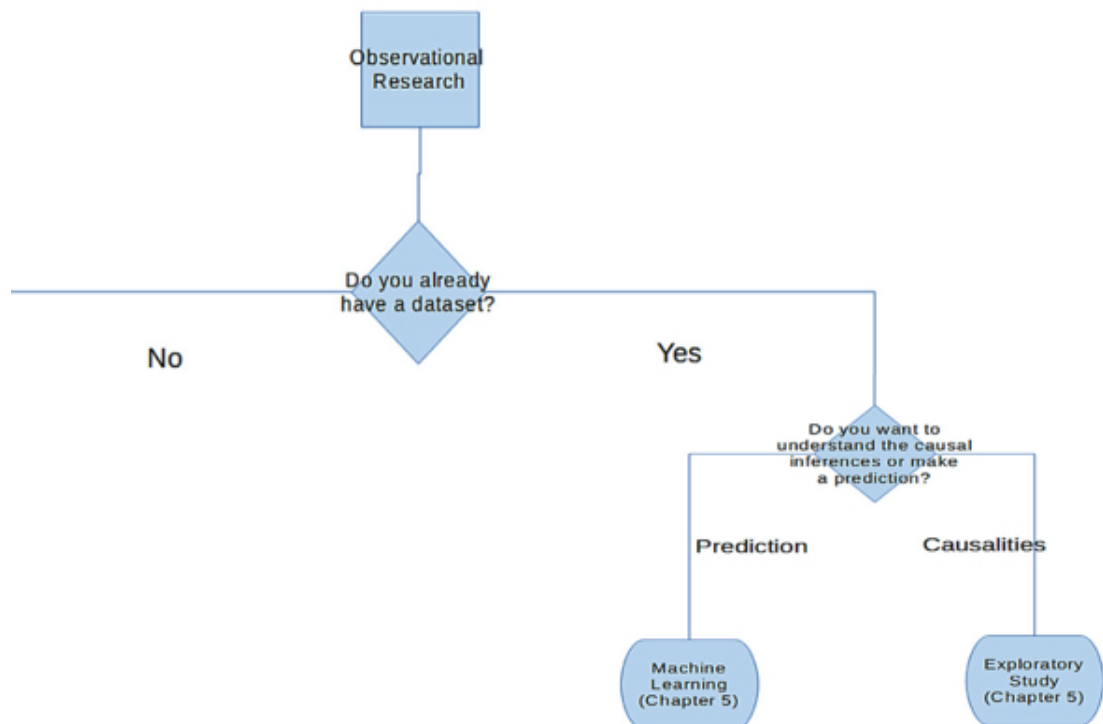 Observational
Research
Do you already
have a dataset?
No
Yes
Do you want to
understand the causal
inferences or make
a prediction?
Prediction
Causalities
Machine
Learning
(Chapter 5)
Exploratory
Study
(Chapter 5)